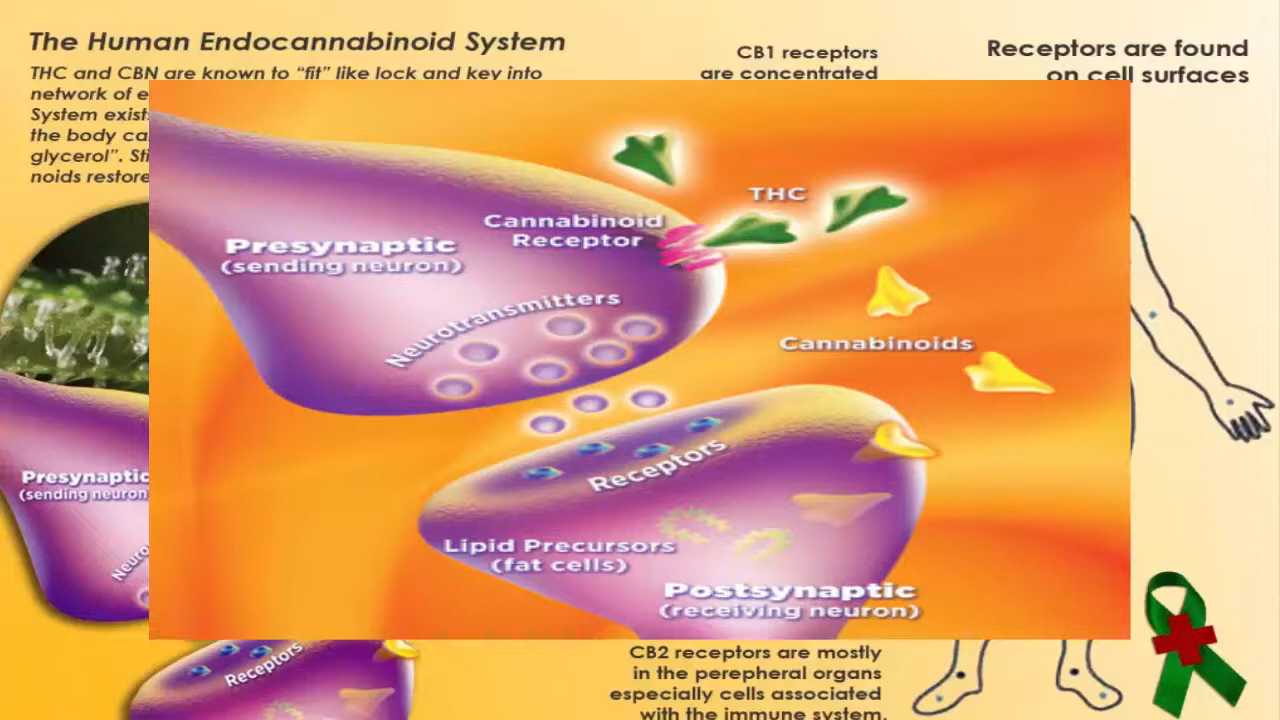 The Human Endocannabinoid System
THC and CBN are known to “fit” like lock and key into
network of e
System exist
the body ca
glycerol”. Sti
noids restore
CB1 receptors
are concentrated
Receptors are found
on cell surfaces
THC
Cannabinoid
Receptor
Presynaptic
(sending neuron)
Neurotransmitters
Cannabinoids
Receptors
Lipid Precursors
(fat cells)
Postsynaptic
(receiving neuron)
Presynaptic
(sending neuron)
Neuro
Receptors
CB2 receptors are mostly
in the perepheral organs
especially cells associated
with the immune system.